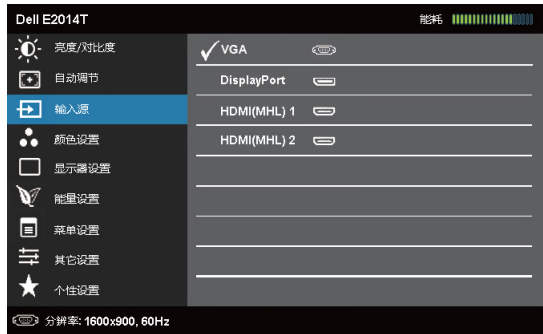 Dell E2014T 能耗
亮度/对比度 VGA
自动调节 DisplayPort
输入源 HDMI(MHL) 1
颜色设置 HDMI(MHL) 2
显示器设置
能量设置
菜单设置
其它设置
个性设置
分辨率: 1600x900, 60Hz